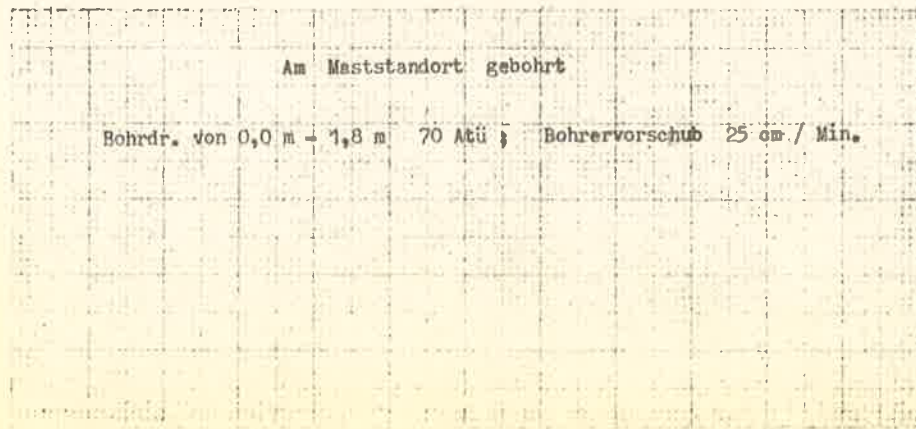 Am Maststandort gebohrt
Bohrdr. von 0,0 m - 1,8 m 70 Atü ; Bohrervorschub 25 cm / Min.